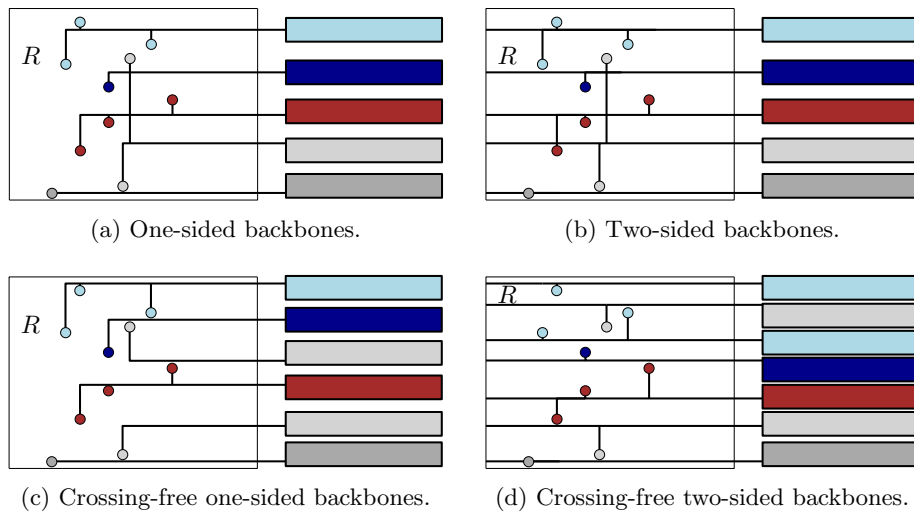 R
R
(a) One-sided backbones.
(b) Two-sided backbones.
R
R
(c) Crossing-free one-sided backbones.
(d) Crossing-free two-sided backbones.